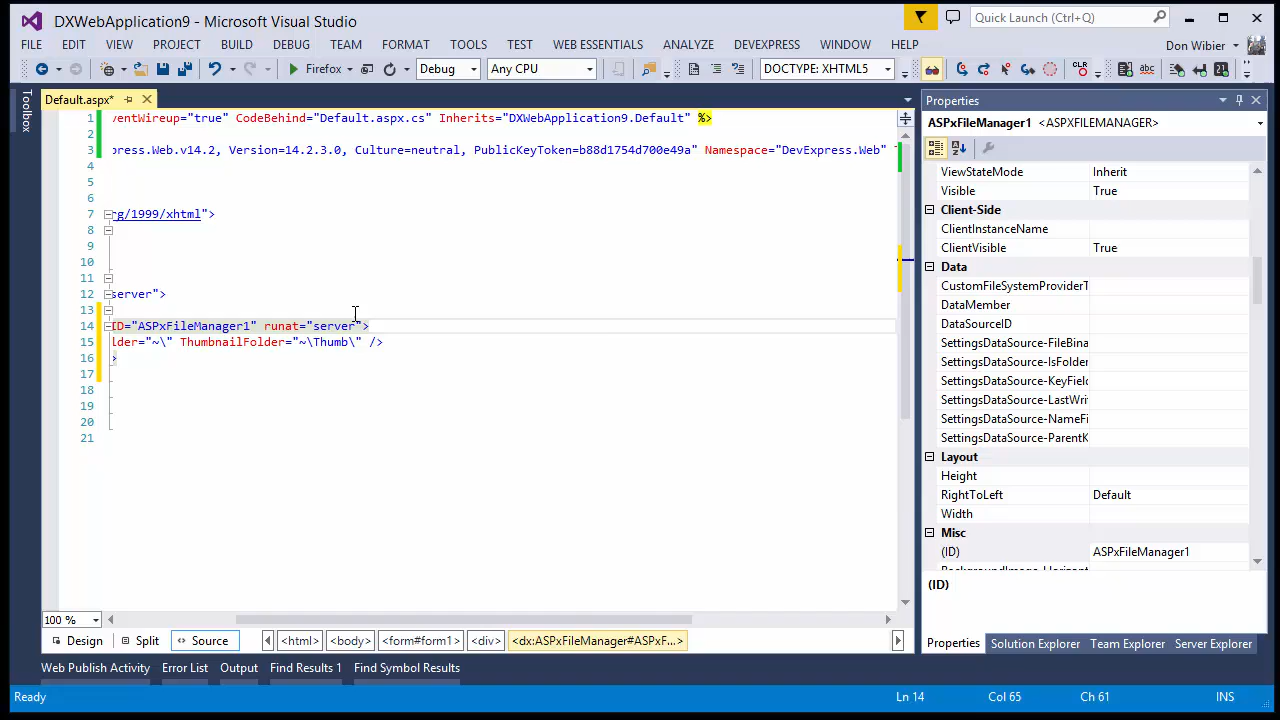 DXWebApplication9 - Microsoft Visual Studio
Quick Launch (Ctrl+Q)
FILE EDIT VIEW PROJECT BUILD DEBUG TEAM FORMAT TOOLS TEST WEB ESSENTIALS ANALYZE DEVEXPRESS WINDOW HELP
Don Wibier
Firefox Debug Any CPU DOCTYPE: XHTML5
Toolbox
Default.aspx*
1 ventWireup="true" CodeBehind="Default.aspx.cs" Inherits="DXWebApplication9.Default" %>
2
3 press.Web.v14.2, Version=14.2.3.0, Culture=neutral, PublicKeyToken=b88d1754d700e49a" Namespace="DevExpress.Web"
4
5
6
7 rg/1999/xhtml">
8
9
10
11
12 server">
13
14 ID="ASPxFileManager1" runat="server">
15 lder="~\" ThumbnailFolder="~\Thumb\" />
16 >
17
18
19
20
21
100 %
Design Split Source <html> <body> <form#form1> <div> <dx:ASPxFileManager#ASPxF...>
Properties
ASPxFileManager1 <ASPXFILEMANAGER>
ViewStateMode Inherit
Visible True
Client-Side
ClientInstanceName
ClientVisible True
Data
CustomFileSystemProviderT
DataMember
DataSourceID
SettingsDataSource-FileBina
SettingsDataSource-IsFolder
SettingsDataSource-KeyField
SettingsDataSource-LastWrit
SettingsDataSource-NameFi
SettingsDataSource-ParentK
Layout
Height
RightToLeft Default
Width
Misc
(ID) ASPxFileManager1
(ID)
Properties Solution Explorer Team Explorer Server Explorer
Web Publish Activity Error List Output Find Results 1 Find Symbol Results
Ready Ln 14 Col 65 Ch 61 INS